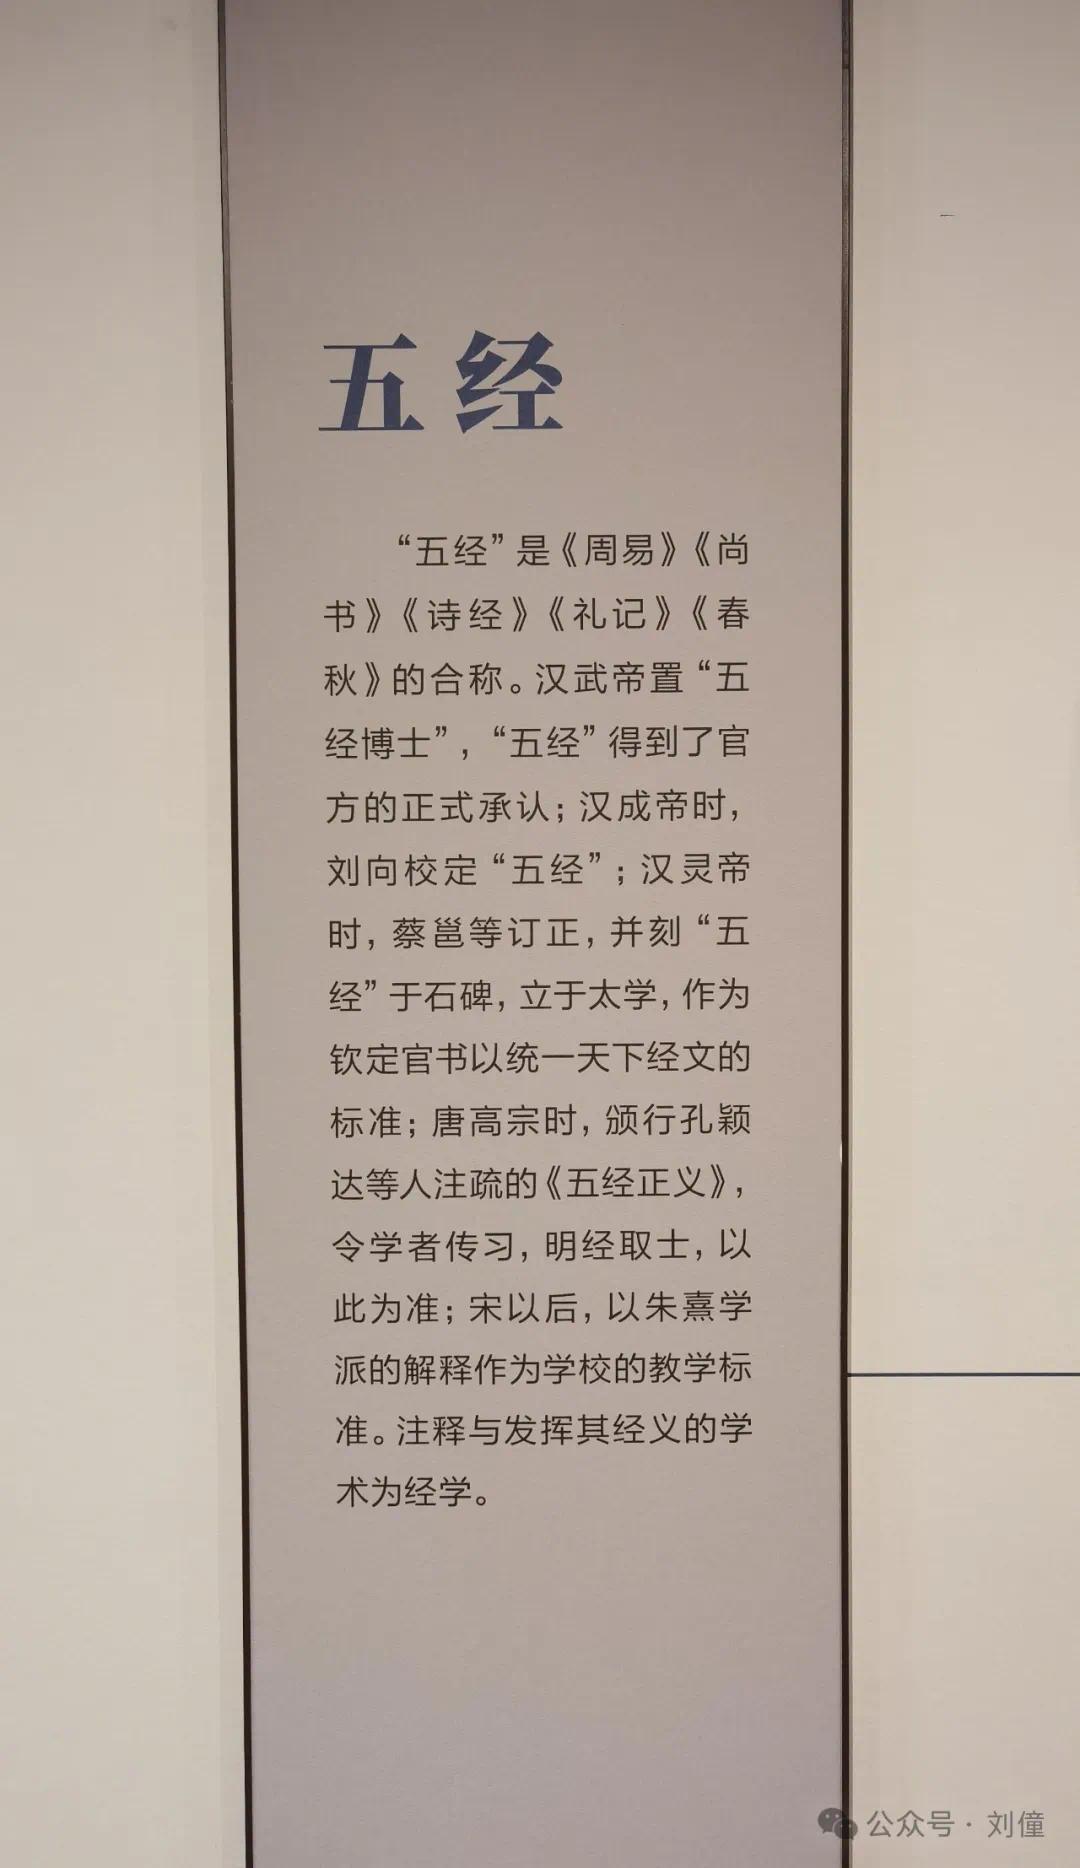 五经
“五经”是《周易》《尚
书》《诗经》《礼记》《春
秋》的合称。汉武帝置“五
经博士”，“五经”得到了官
方的正式承认；汉成帝时，
刘向校定“五经”；汉灵帝
时，蔡邕等订正，并刻“五
经”于石碑，立于太学，作为
钦定官书以统一天下经文的
标准；唐高宗时，颁行孔颖
达等人注疏的《五经正义》，
令学者传习，明经取士，以
此为准；宋以后，以朱熹学
派的解释作为学校的教学标
准。注释与发挥其经义的学
术为经学。
公众号·刘僮